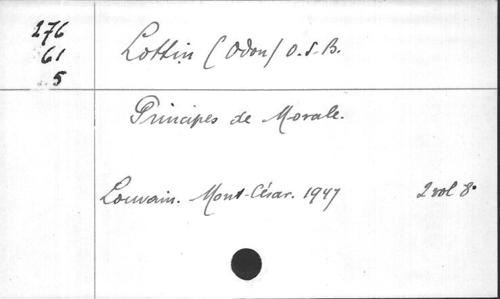 276
61
5
Lottin (Odon) O.S.B.
Principes de Morale.
Louvain. Mont-César. 1947 2 vol 8°